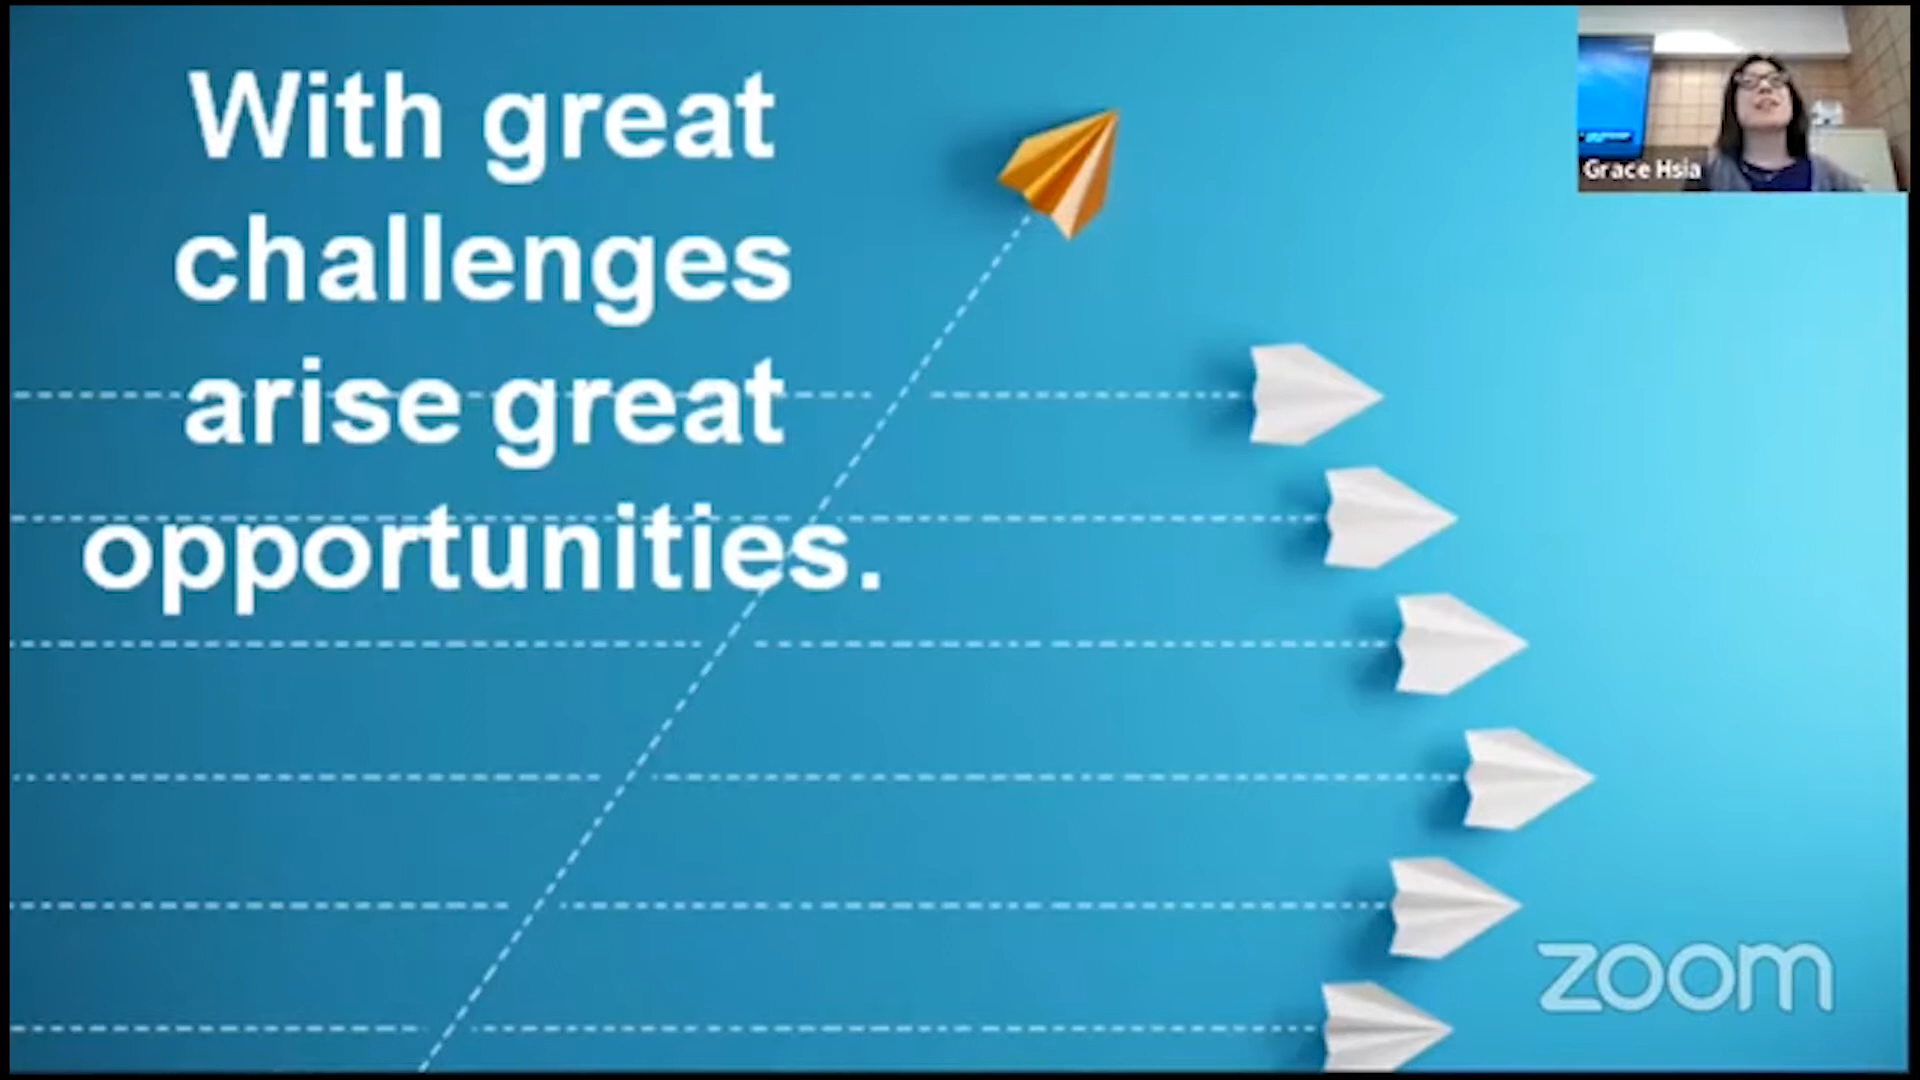 With great
challenges
arise great
opportunities.
Grace Hsia
zoom